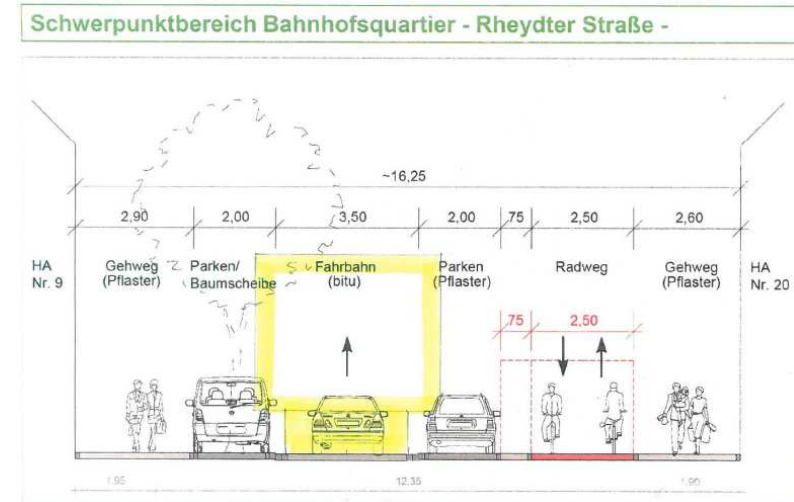 Schwerpunktbereich Bahnhofsquartier - Rheydter Straße -
~16,25
2,90 2,00 3,50 2,00 ,75 2,50 2,60
HA Gehweg Parken/ Fahrbahn Parken Radweg Gehweg HA
Nr. 9 (Pflaster) Baumscheibe (bitu) (Pflaster) (Pflaster) Nr. 20
,75 2,50
1,95 12,35 1,90